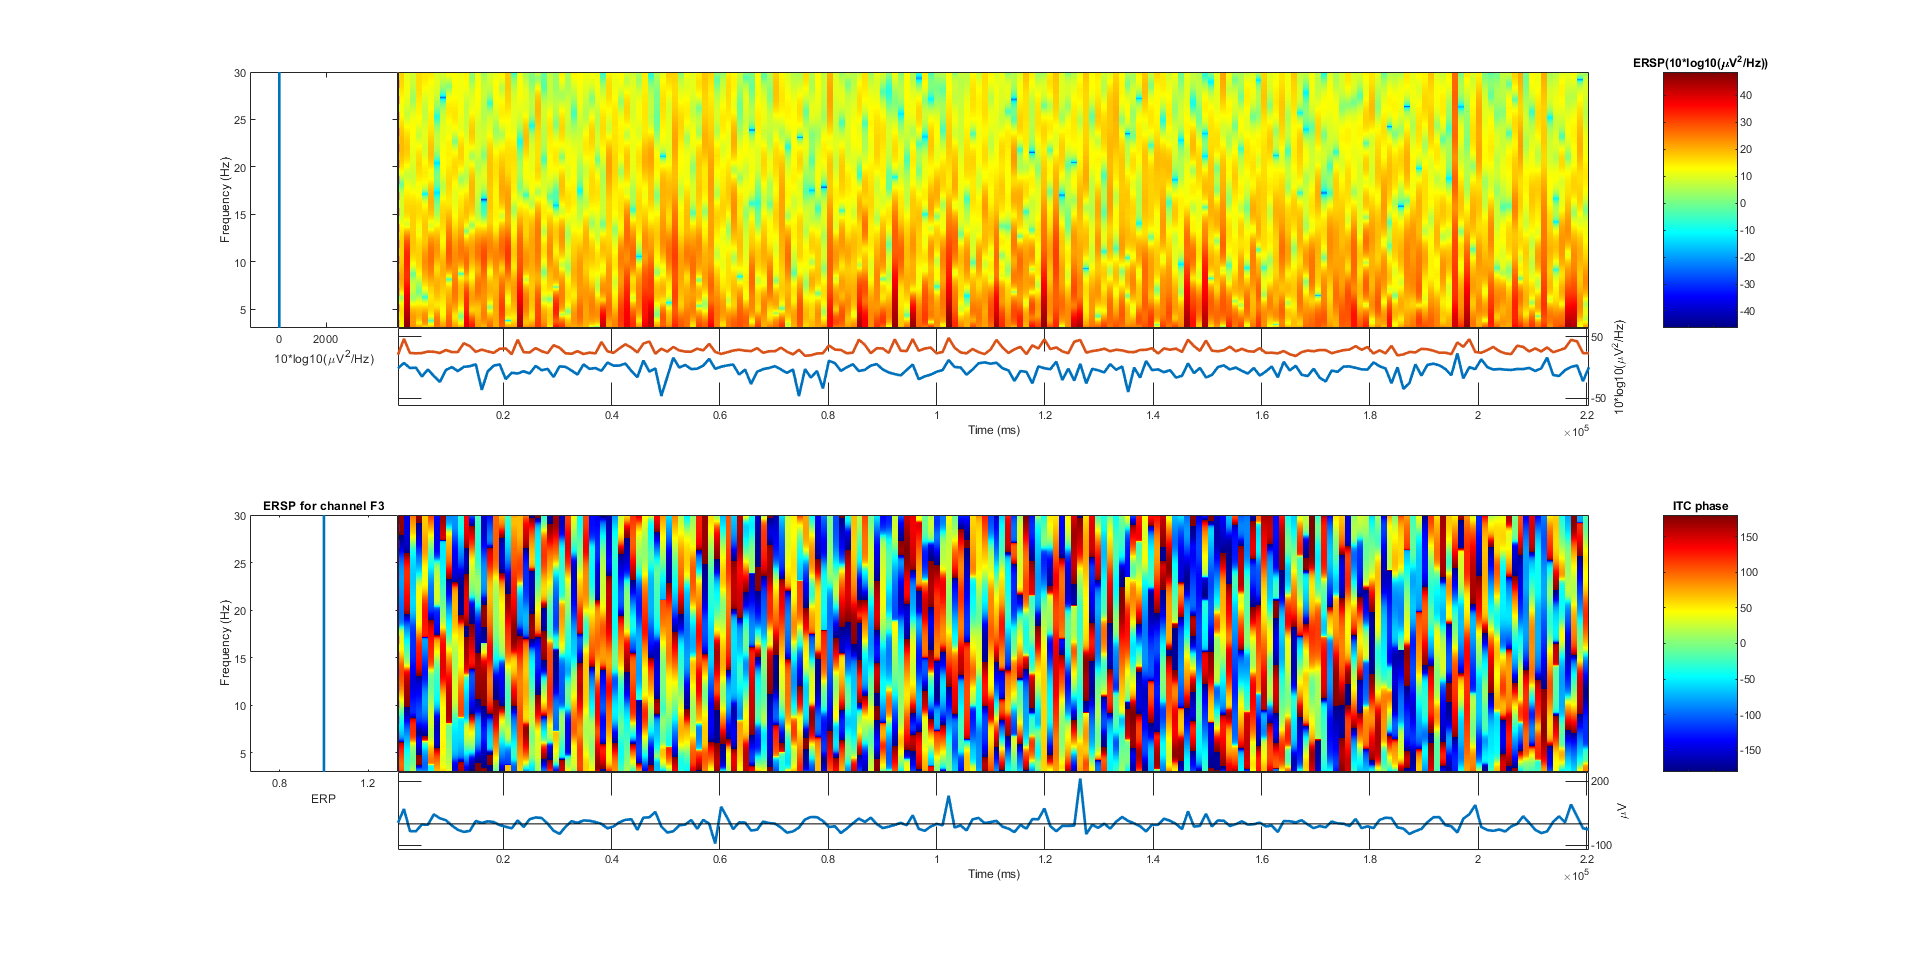 ERSP(10*log10(μV²/Hz))
30
25
20
15
10
5
Frequency (Hz)
0 2000
10*log10(μV²/Hz)
40
30
20
10
0
-10
-20
-30
-40
50
-50
10*log10(μV²/Hz)
0.2 0.4 0.6 0.8 1 1.2 1.4 1.6 1.8 2 2.2
Time (ms)
×10⁵
ERSP for channel F3
ITC phase
30
25
20
15
10
5
Frequency (Hz)
0.8 1.2
ERP
150
100
50
0
-50
-100
-150
200
-100
μV
0.2 0.4 0.6 0.8 1 1.2 1.4 1.6 1.8 2 2.2
Time (ms)
×10⁵